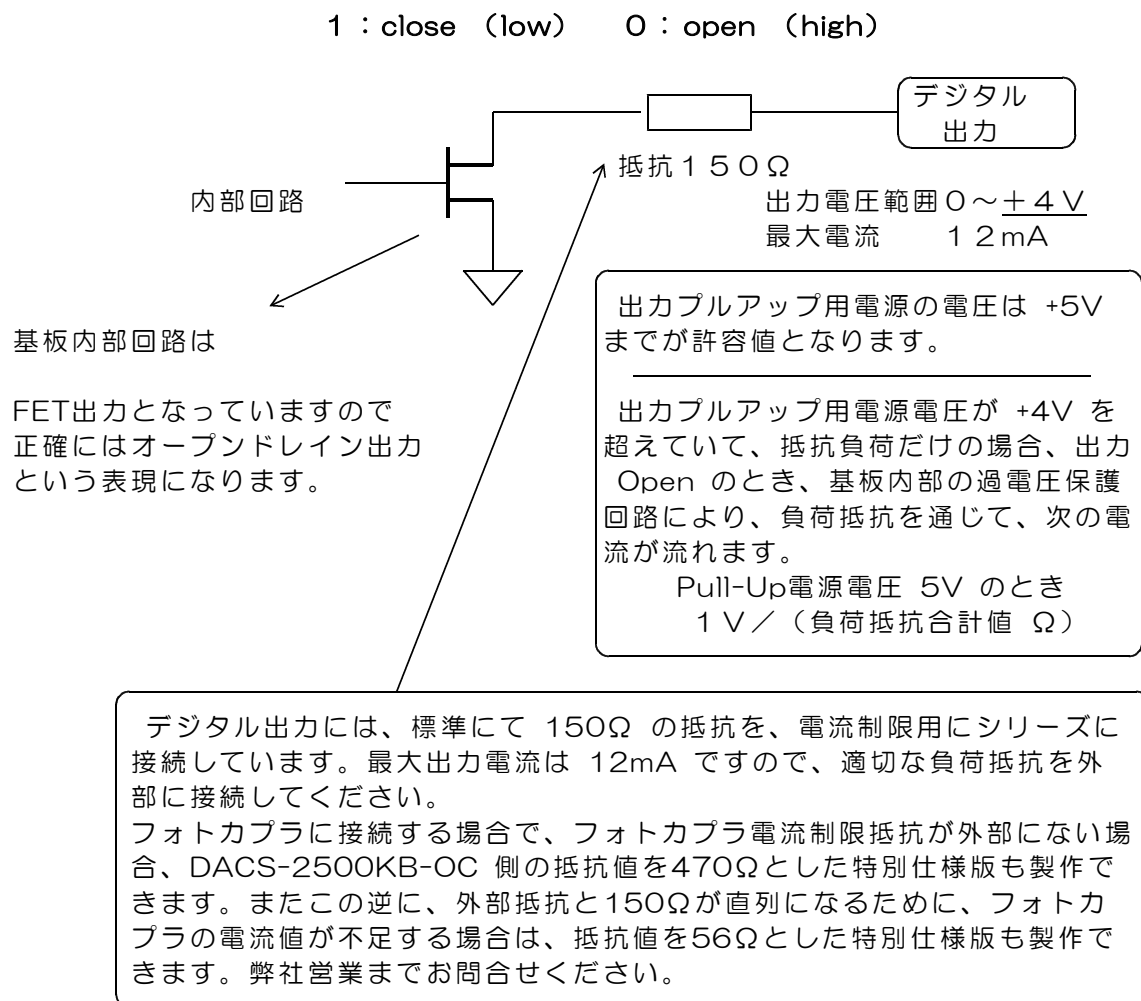 １：close （low）　０：open （high）
デジタル
出力
抵抗１５０Ω
内部回路
出力電圧範囲０～＋４Ｖ
最大電流　１２mA
基板内部回路は
FET出力となっていますので
正確にはオープンドレイン出力
という表現になります。
出力プルアップ用電源の電圧は +5V
までが許容値となります。
出力プルアップ用電源電圧が +4V を
超えていて、抵抗負荷だけの場合、出力
Open のとき、基板内部の過電圧保護
回路により、負荷抵抗を通じて、次の電
流が流れます。
Pull-Up電源電圧 5V のとき
１Ｖ／（負荷抵抗合計値 Ω）
デジタル出力には、標準にて 150Ω の抵抗を、電流制限用にシリーズに
接続しています。最大出力電流は 12mA ですので、適切な負荷抵抗を外
部に接続してください。
フォトカプラに接続する場合で、フォトカプラ電流制限抵抗が外部にない場
合、DACS-2500KB-OC 側の抵抗値を470Ωとした特別仕様版も製作で
きます。またこの逆に、外部抵抗と150Ωが直列になるために、フォトカ
プラの電流値が不足する場合は、抵抗値を56Ωとした特別仕様版も製作で
きます。弊社営業までお問合せください。